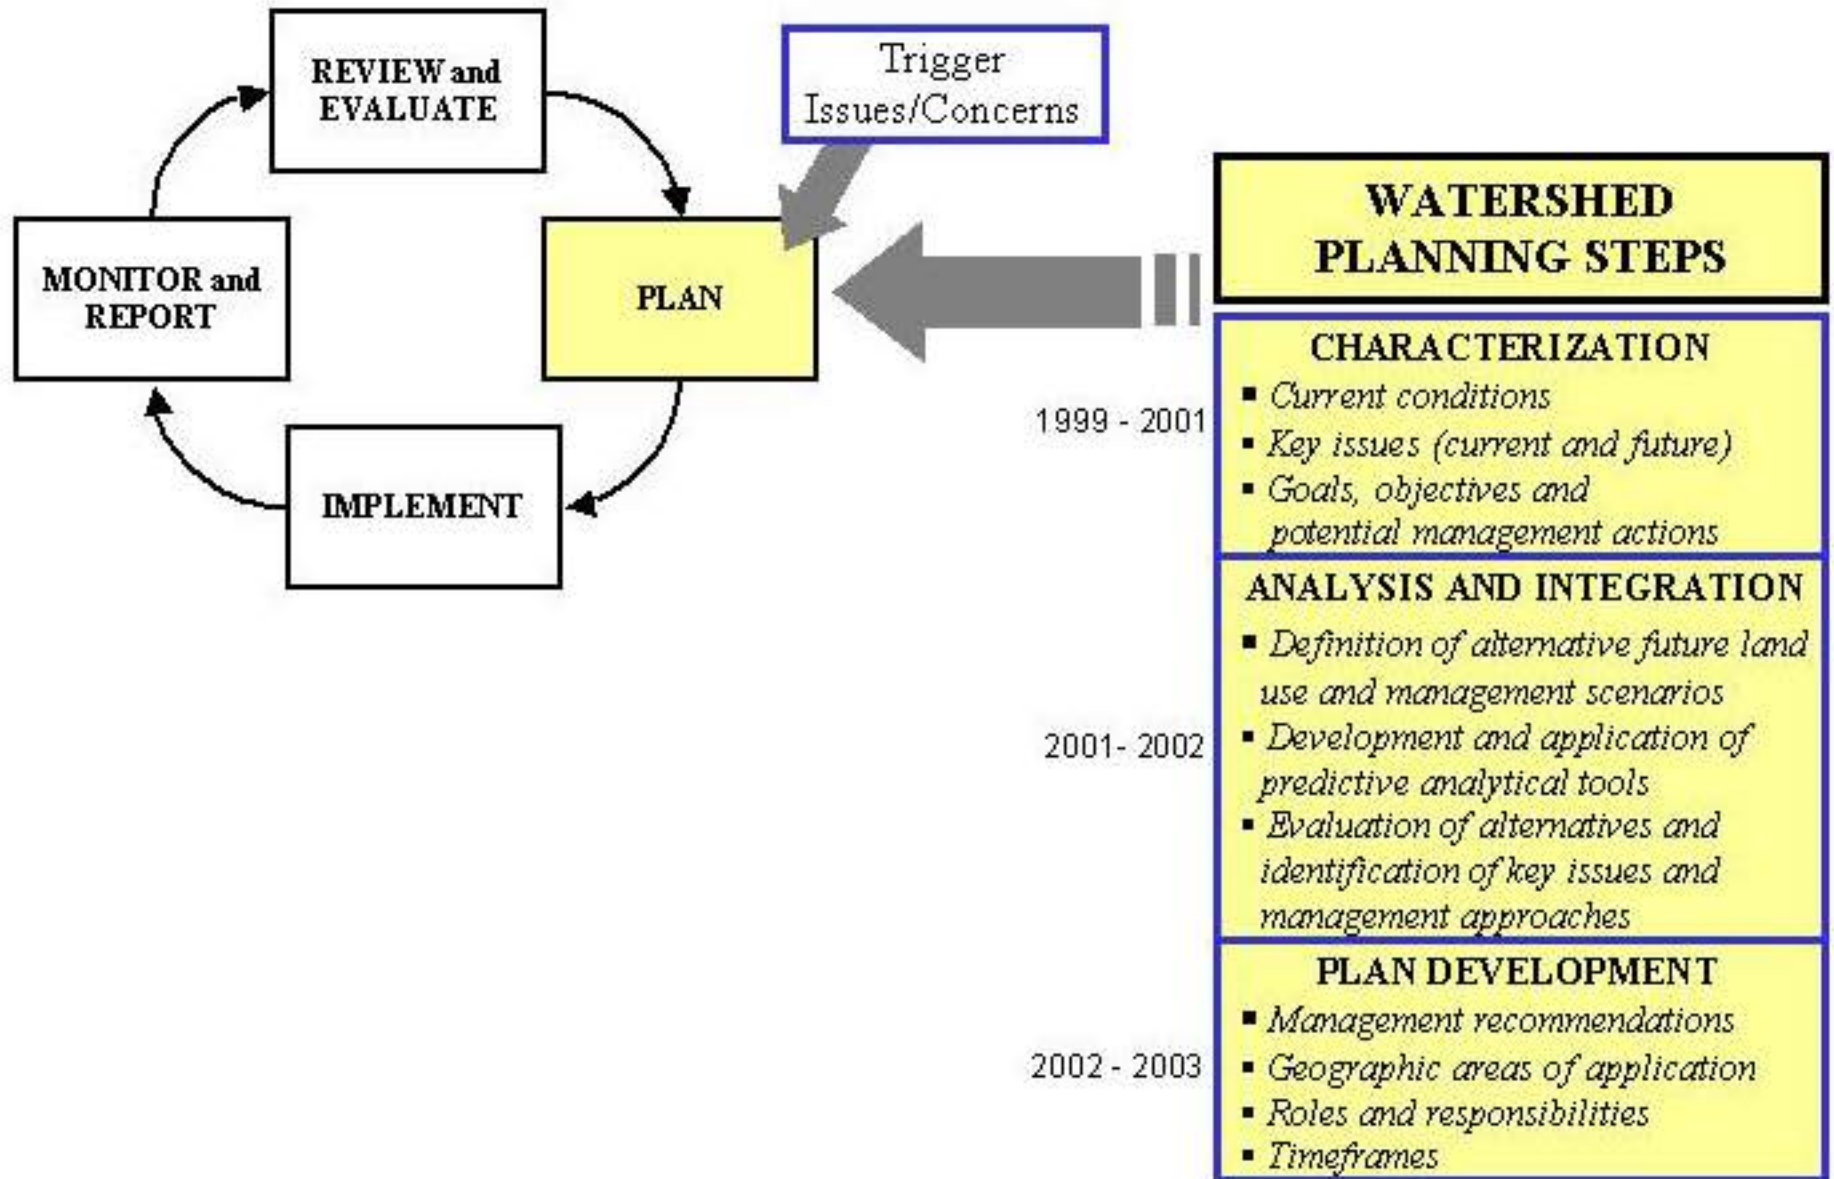 REVIEW and
EVALUATE
Trigger
Issues/Concerns
MONITOR and
REPORT
PLAN
IMPLEMENT
WATERSHED
PLANNING STEPS
1999 - 2001
CHARACTERIZATION
▪ Current conditions
▪ Key issues (current and future)
▪ Goals, objectives and
potential management actions
2001- 2002
ANALYSIS AND INTEGRATION
▪ Definition of alternative future land
use and management scenarios
▪ Development and application of
predictive analytical tools
▪ Evaluation of alternatives and
identification of key issues and
management approaches
2002 - 2003
PLAN DEVELOPMENT
▪ Management recommendations
▪ Geographic areas of application
▪ Roles and responsibilities
▪ Timeframes